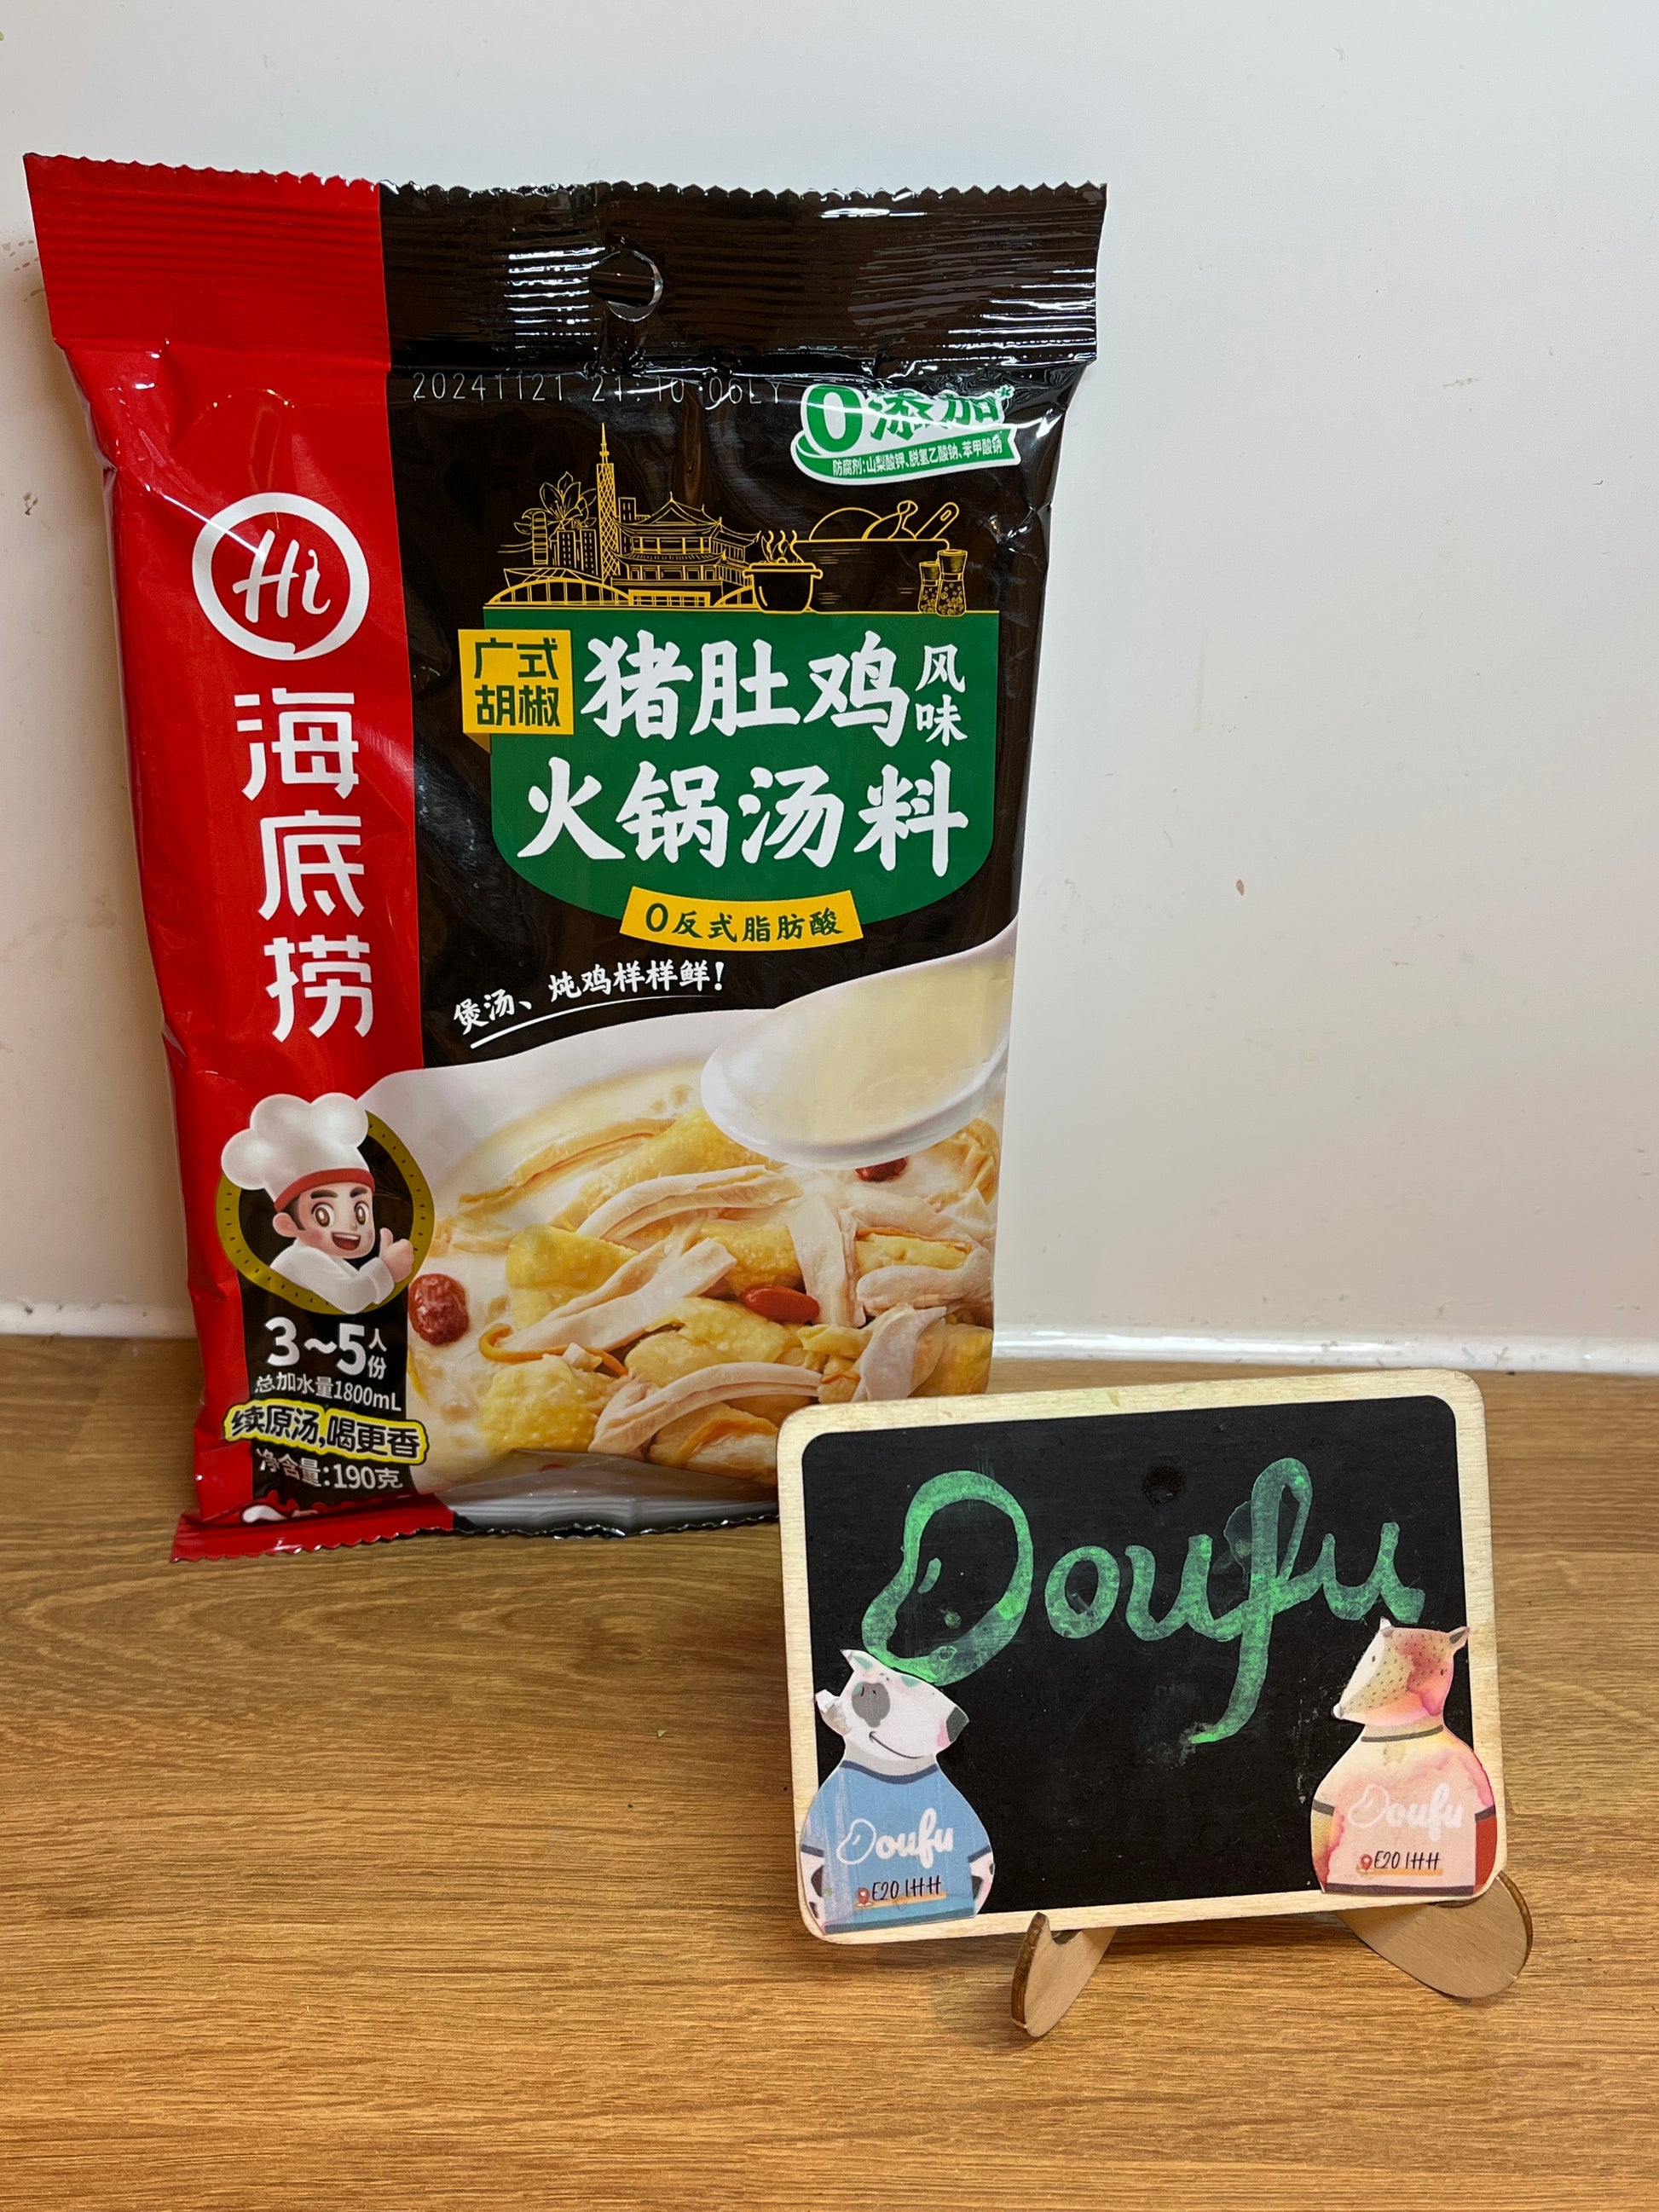 20241121 21:10:06LY
0添加*
防腐剂:山梨酸钾、脱氢乙酸钠、苯甲酸钠
Hi
海底捞
广式
胡椒
猪肚鸡
风味
火锅汤料
0反式脂肪酸
煲汤、炖鸡样样鲜!
3~5人份
总加水量1800mL
续原汤,喝更香
净含量:190克
Doufu
Doufu
E20 1HH
Doufu
E20 1HH